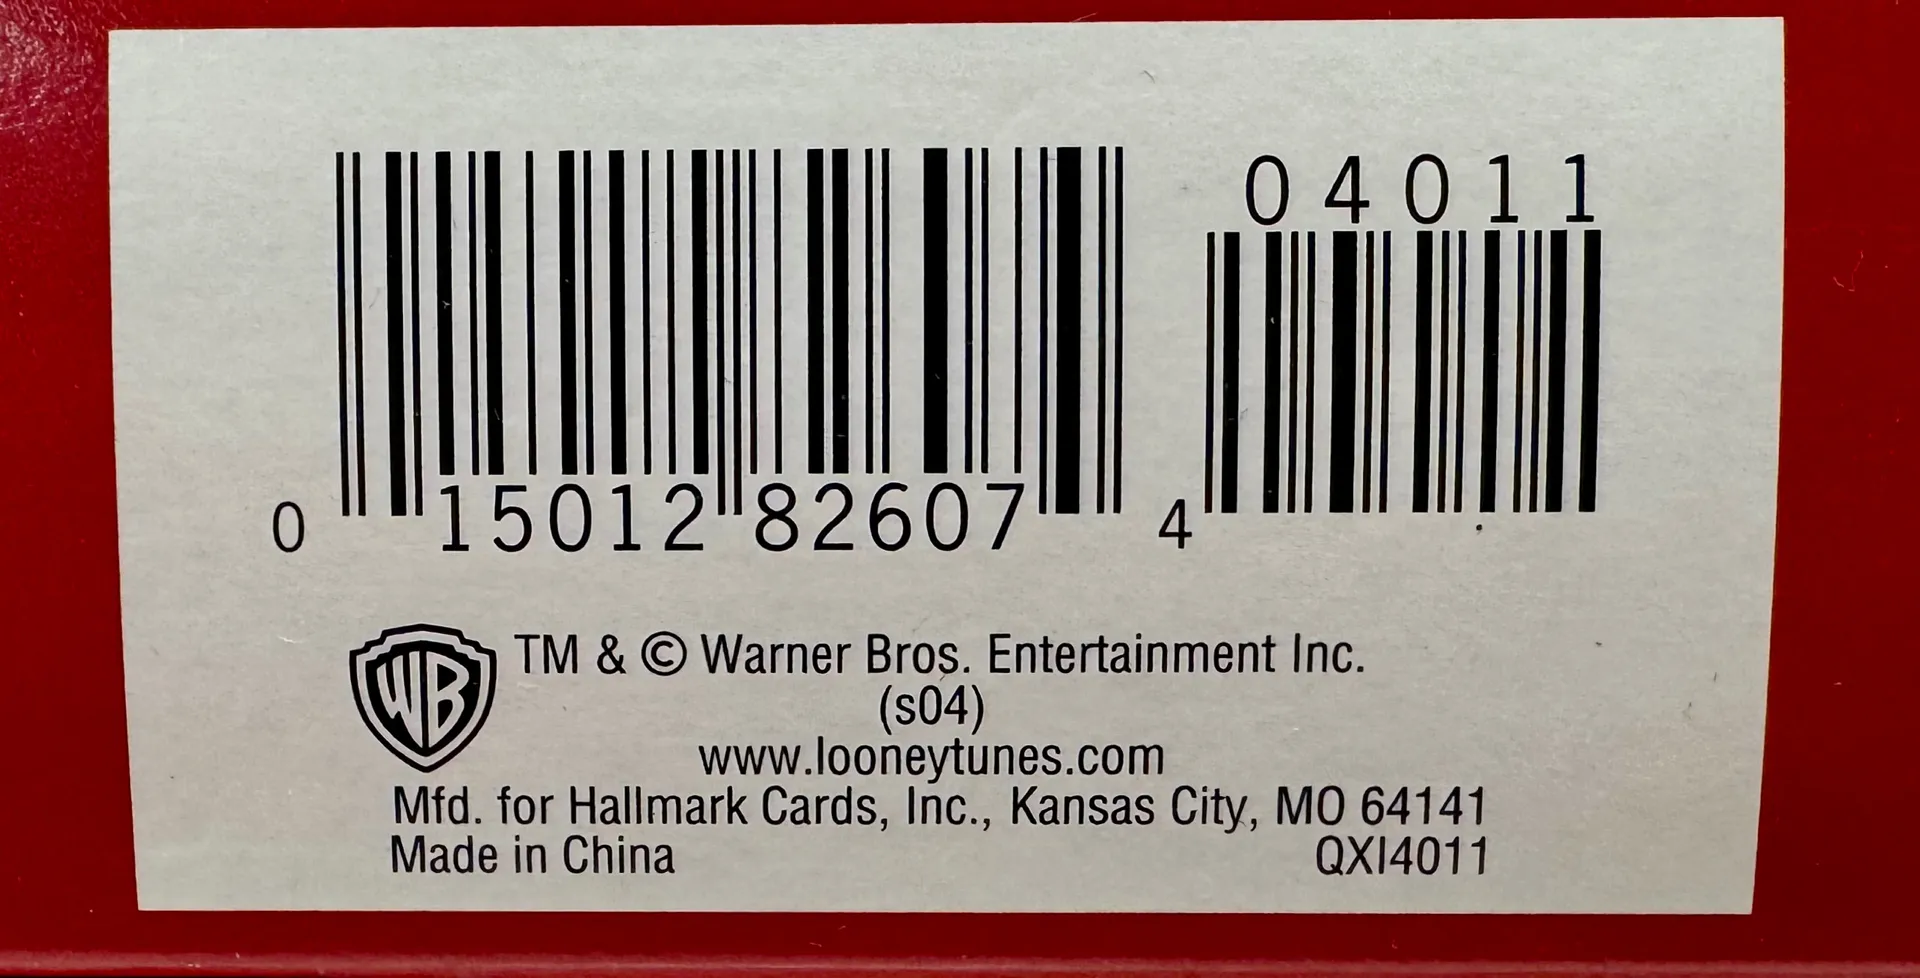 04011
0 15012 82607 4
WB TM & © Warner Bros. Entertainment Inc.
(s04)
www.looneytunes.com
Mfd. for Hallmark Cards, Inc., Kansas City, MO 64141
Made in China QXI4011